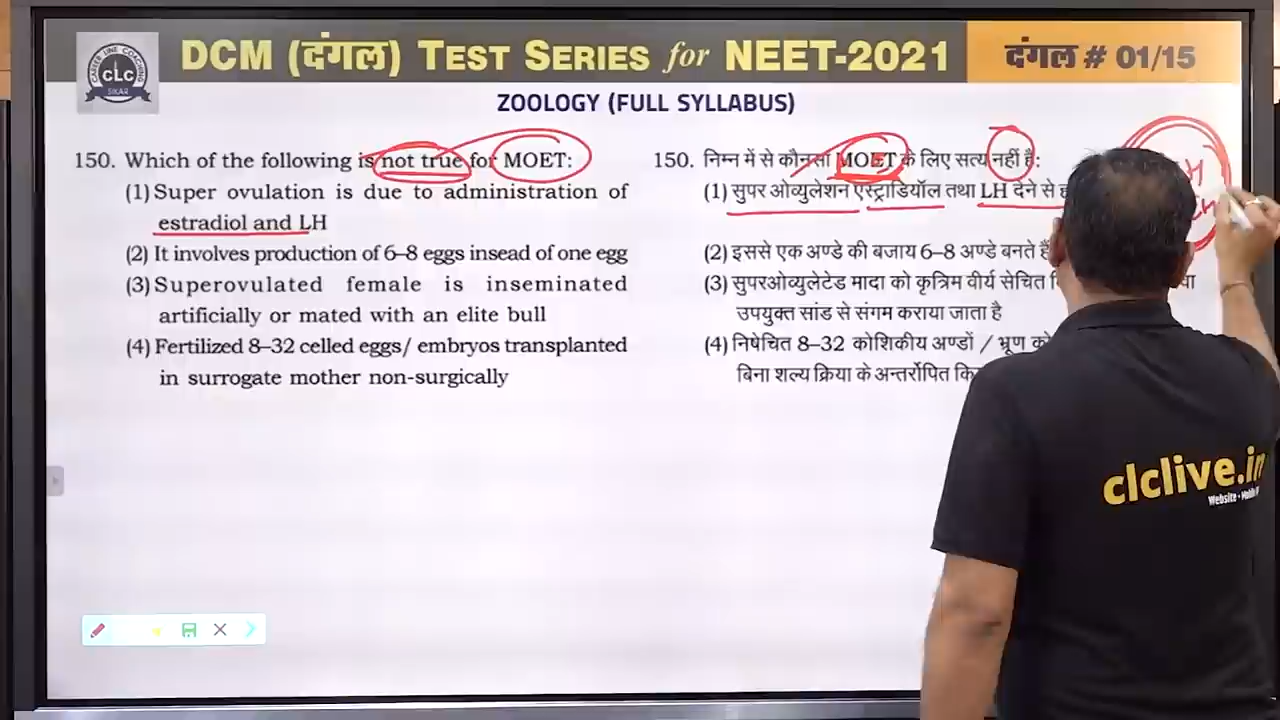 CAREER LINE COACHING
CLC
SIKAR
DCM (दंगल) TEST SERIES for NEET-2021
दंगल # 01/15
ZOOLOGY (FULL SYLLABUS)
150. Which of the following is not true for MOET:
(1) Super ovulation is due to administration of
estradiol and LH
(2) It involves production of 6–8 eggs insead of one egg
(3) Superovulated female is inseminated
artificially or mated with an elite bull
(4) Fertilized 8–32 celled eggs/ embryos transplanted
in surrogate mother non-surgically
150. निम्न में से कौनसा MOET के लिए सत्य नहीं है:
(1) सुपर ओव्युलेशन एस्ट्राडियॉल तथा LH देने से
(2) इससे एक अण्डे की बजाय 6–8 अण्डे बनते हैं
(3) सुपरओव्युलेटेड मादा को कृत्रिम वीर्य सेचित
उपयुक्त सांड से संगम कराया जाता है
(4) निषेचित 8–32 कोशिकीय अण्डों / भ्रूण को
बिना शल्य क्रिया के अन्तर्रोपित
clclive.in